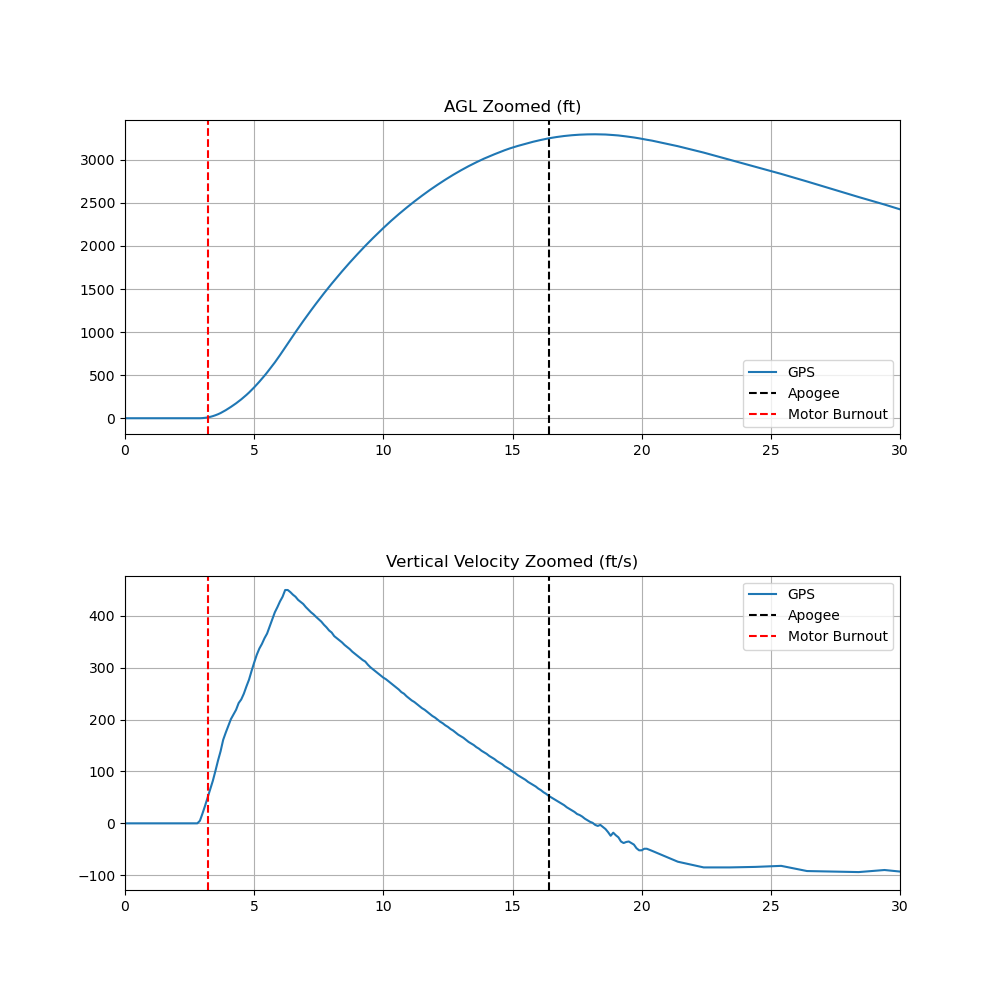 AGL Zoomed (ft)
3000
2500
2000
1500
1000
500
0
GPS
Apogee
Motor Burnout
0 5 10 15 20 25 30
Vertical Velocity Zoomed (ft/s)
400
300
200
100
0
−100
GPS
Apogee
Motor Burnout
0 5 10 15 20 25 30